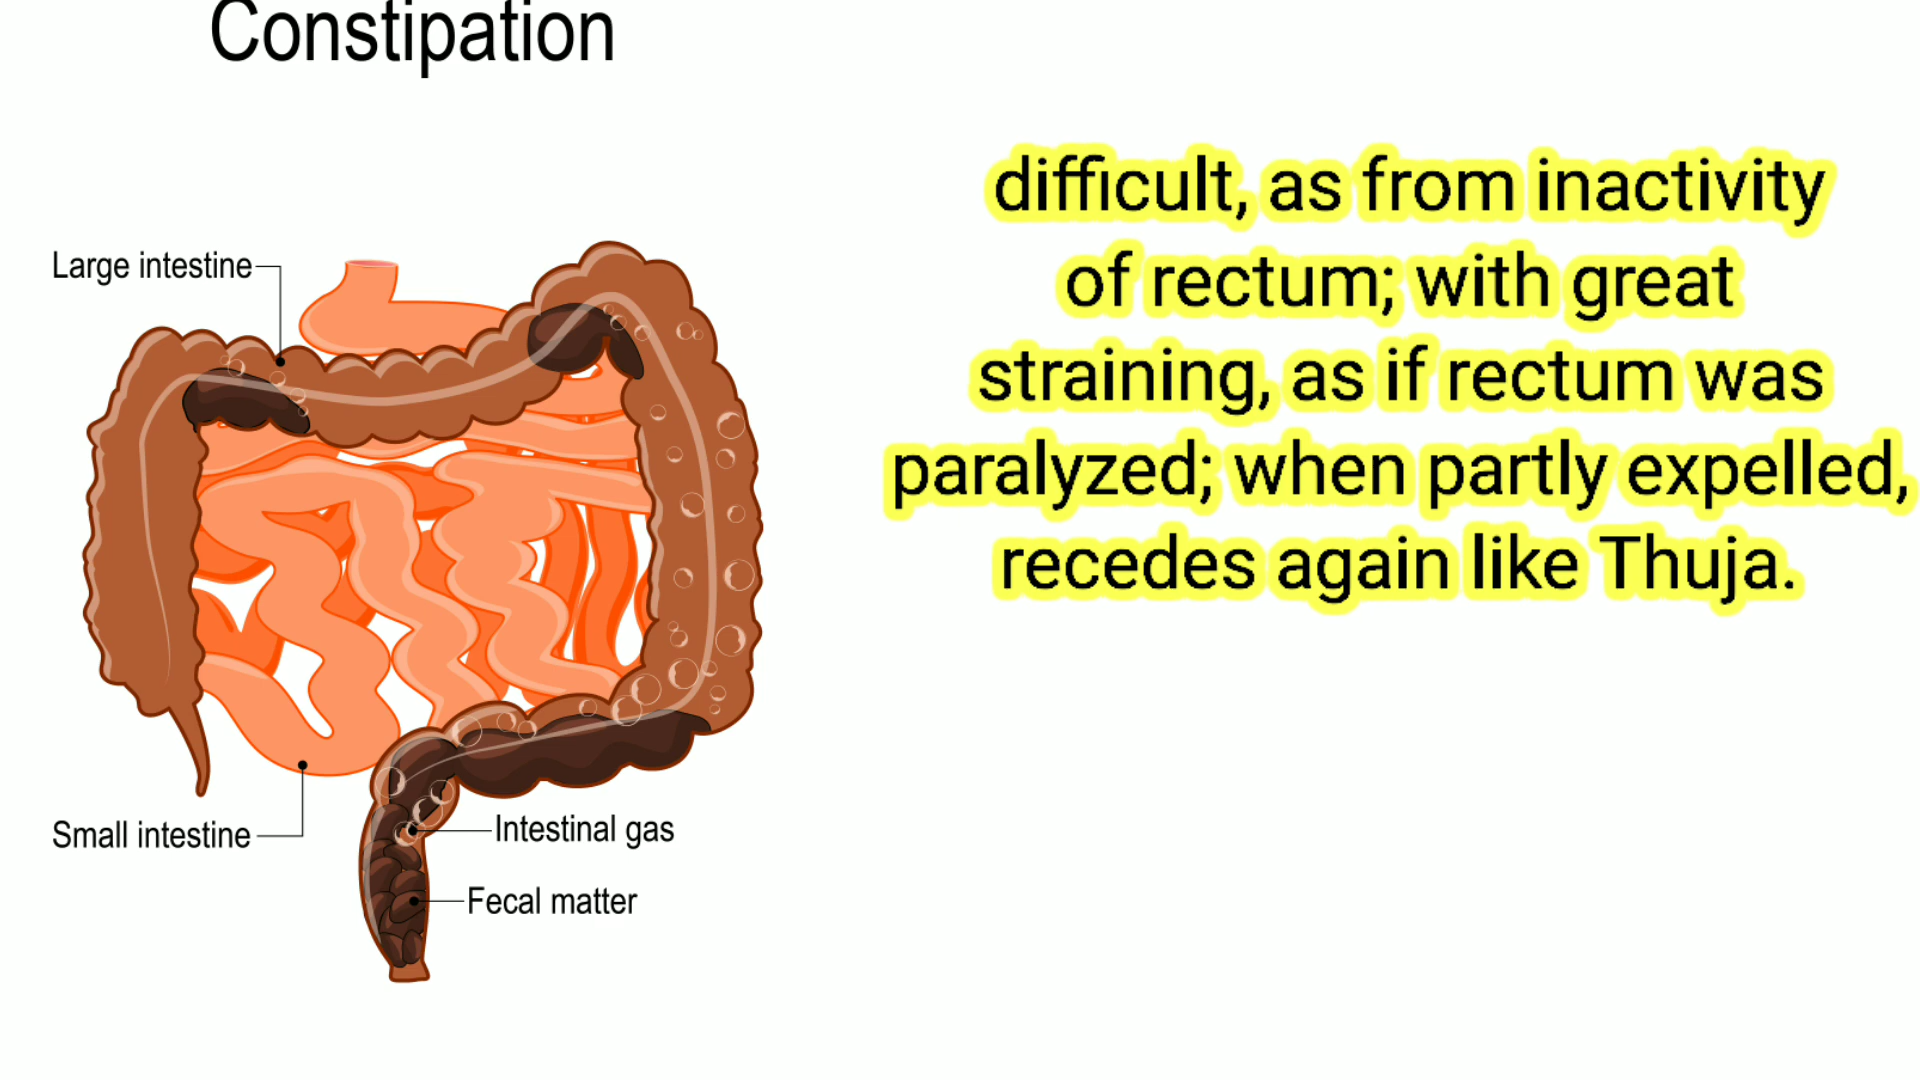 Constipation
difficult, as from inactivity
of rectum; with great
straining, as if rectum was
paralyzed; when partly expelled,
recedes again like Thuja.
Large intestine
Small intestine
Intestinal gas
Fecal matter